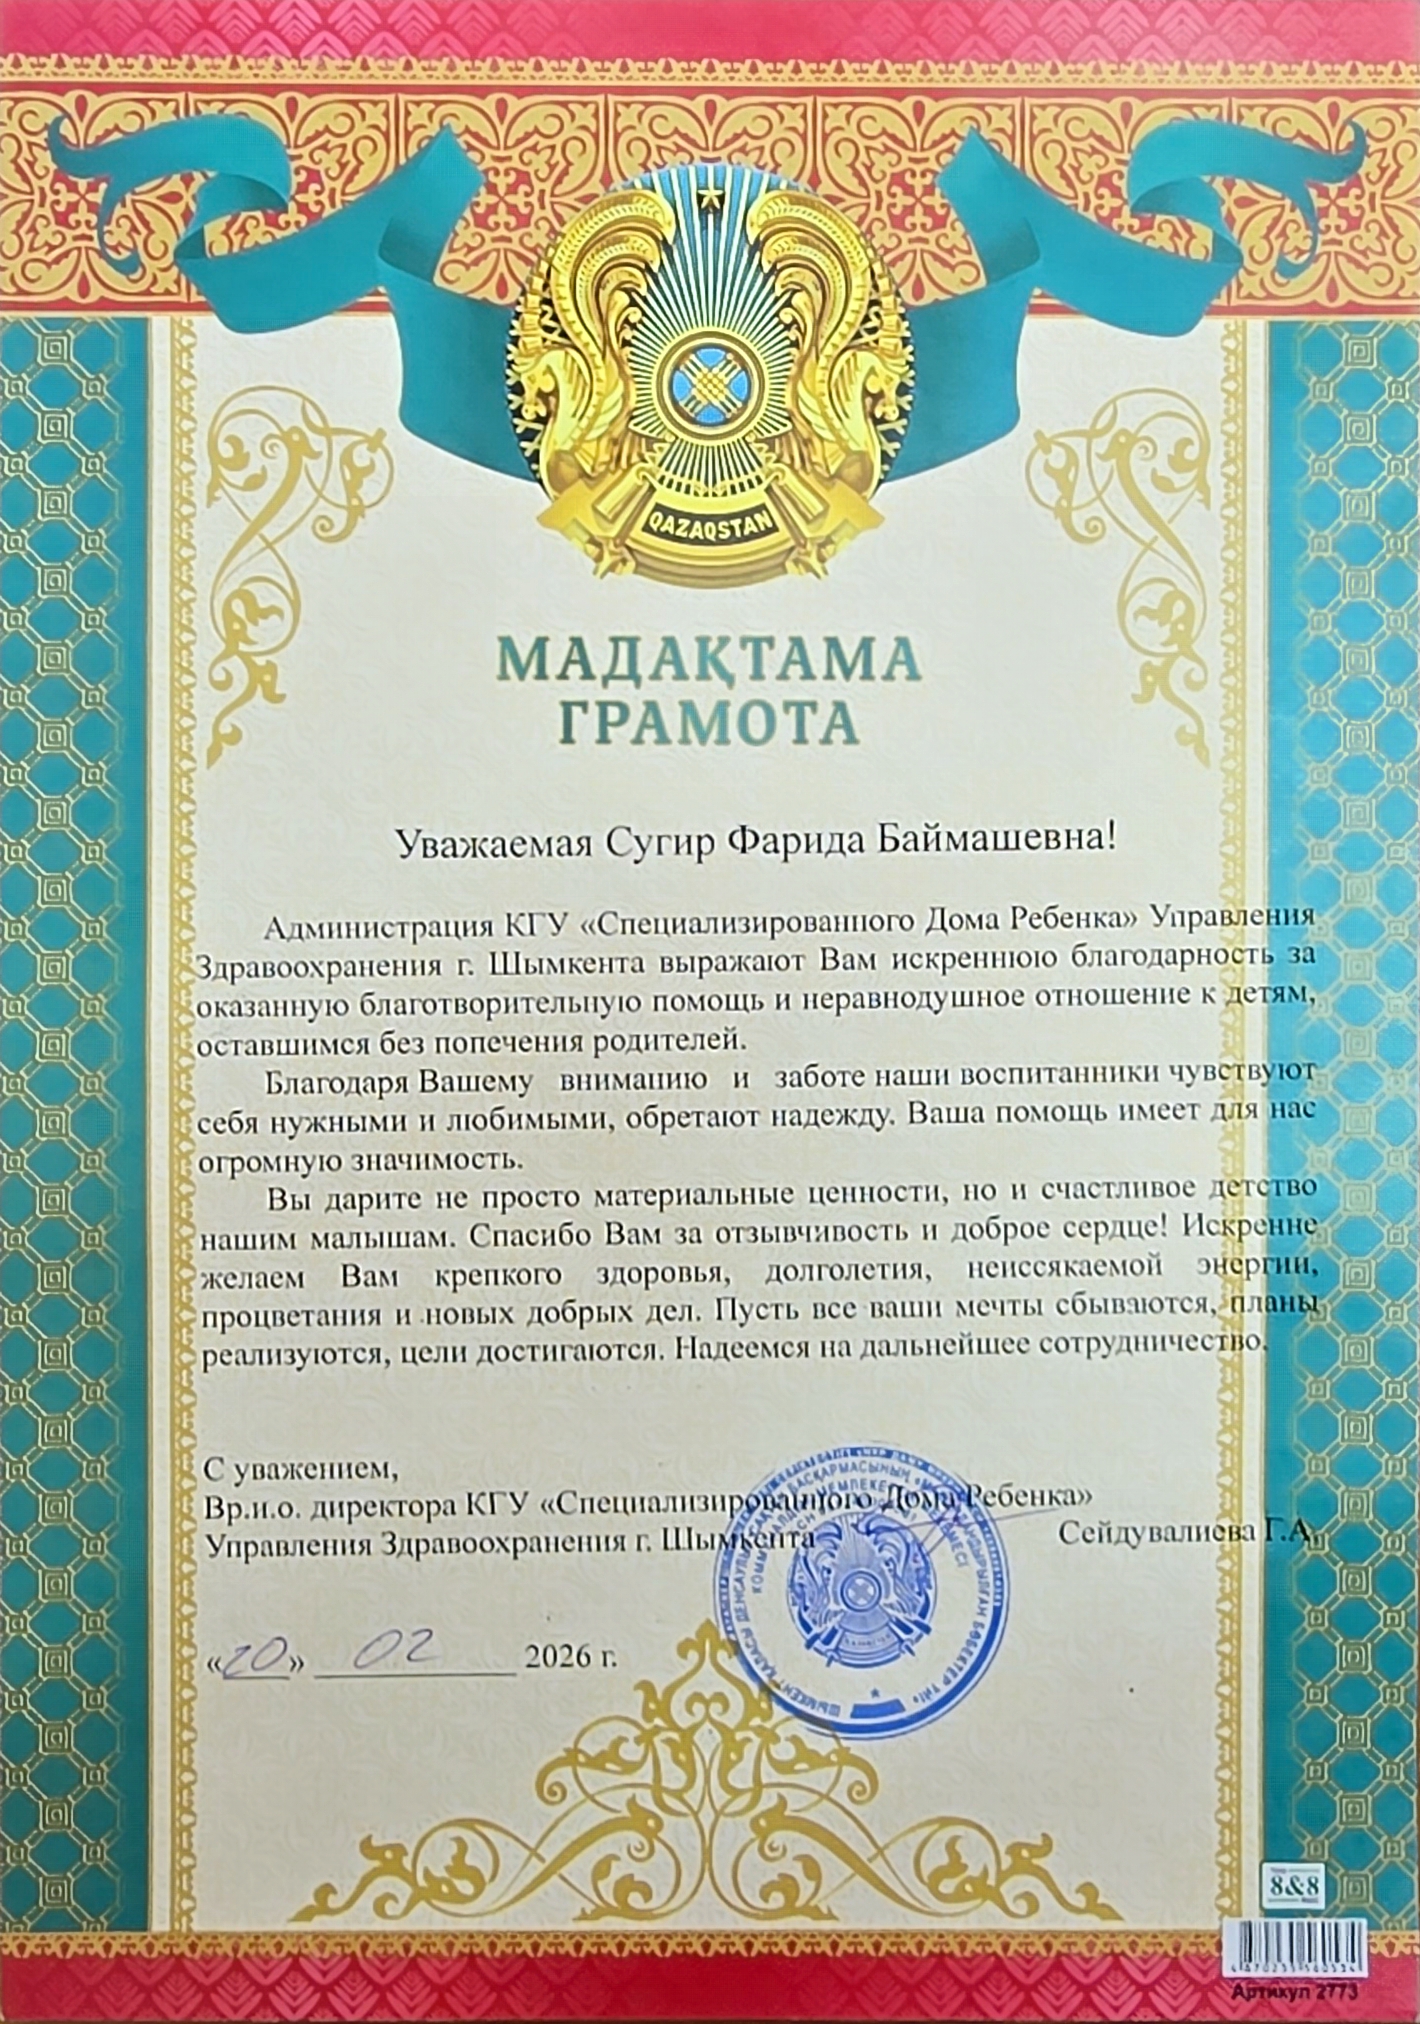 QAZAQSTAN
МАДАҚТАМА
ГРАМОТА
Уважаемая Сугир Фарида Баймашевна!
Администрация КГУ «Специализированного Дома Ребенка» Управления
Здравоохранения г. Шымкента выражают Вам искреннюю благодарность за
оказанную благотворительную помощь и неравнодушное отношение к детям,
оставшимся без попечения родителей.
Благодаря Вашему вниманию и заботе наши воспитанники чувствуют
себя нужными и любимыми, обретают надежду. Ваша помощь имеет для нас
огромную значимость.
Вы дарите не просто материальные ценности, но и счастливое детство
нашим малышам. Спасибо Вам за отзывчивость и доброе сердце! Искренне
желаем Вам крепкого здоровья, долголетия, неиссякаемой энергии,
процветания и новых добрых дел. Пусть все ваши мечты сбываются, планы
реализуются, цели достигаются. Надеемся на дальнейшее сотрудничество.
С уважением,
Вр.и.о. директора КГУ «Специализированного Дома Ребенка»
Управления Здравоохранения г. Шымкента Сейдувалиева Г.А.
«20» 02 2026 г.
8&8
Артикул 2773